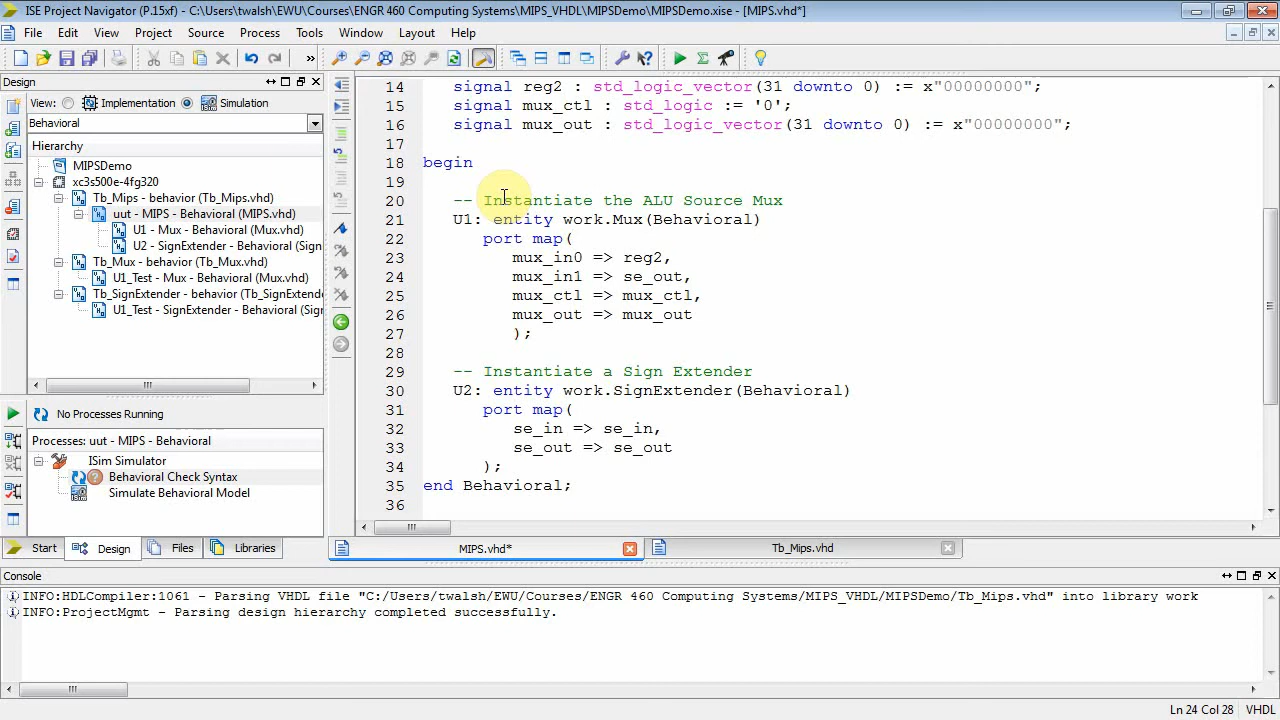 ISE Project Navigator (P.15xf) - C:\Users\twalsh\EWU\Courses\ENGR 460 Computing Systems\MIPS_VHDL\MIPSDemo\MIPSDemo.xise - [MIPS.vhd*]
File Edit View Project Source Process Tools Window Layout Help
»
Design
View: Implementation Simulation
Behavioral
Hierarchy
MIPSDemo
xc3s500e-4fg320
Tb_Mips - behavior (Tb_Mips.vhd)
uut - MIPS - Behavioral (MIPS.vhd)
U1 - Mux - Behavioral (Mux.vhd)
U2 - SignExtender - Behavioral (Sign
Tb_Mux - behavior (Tb_Mux.vhd)
U1_Test - Mux - Behavioral (Mux.vhd)
Tb_SignExtender - behavior (Tb_SignExtend
U1_Test - SignExtender - Behavioral (Sig
No Processes Running
Processes: uut - MIPS - Behavioral
ISim Simulator
Behavioral Check Syntax
Simulate Behavioral Model
Start Design Files Libraries
14 signal reg2 : std_logic_vector(31 downto 0) := x"00000000";
15 signal mux_ctl : std_logic := '0';
16 signal mux_out : std_logic_vector(31 downto 0) := x"00000000";
17
18 begin
19
20 -- Instantiate the ALU Source Mux
21 U1: entity work.Mux(Behavioral)
22 port map(
23 mux_in0 => reg2,
24 mux_in1 => se_out,
25 mux_ctl => mux_ctl,
26 mux_out => mux_out
27 );
28
29 -- Instantiate a Sign Extender
30 U2: entity work.SignExtender(Behavioral)
31 port map(
32 se_in => se_in,
33 se_out => se_out
34 );
35 end Behavioral;
36
MIPS.vhd* Tb_Mips.vhd
Console
INFO:HDLCompiler:1061 - Parsing VHDL file "C:/Users/twalsh/EWU/Courses/ENGR 460 Computing Systems/MIPS_VHDL/MIPSDemo/Tb_Mips.vhd" into library work
INFO:ProjectMgmt - Parsing design hierarchy completed successfully.
Ln 24 Col 28 VHDL